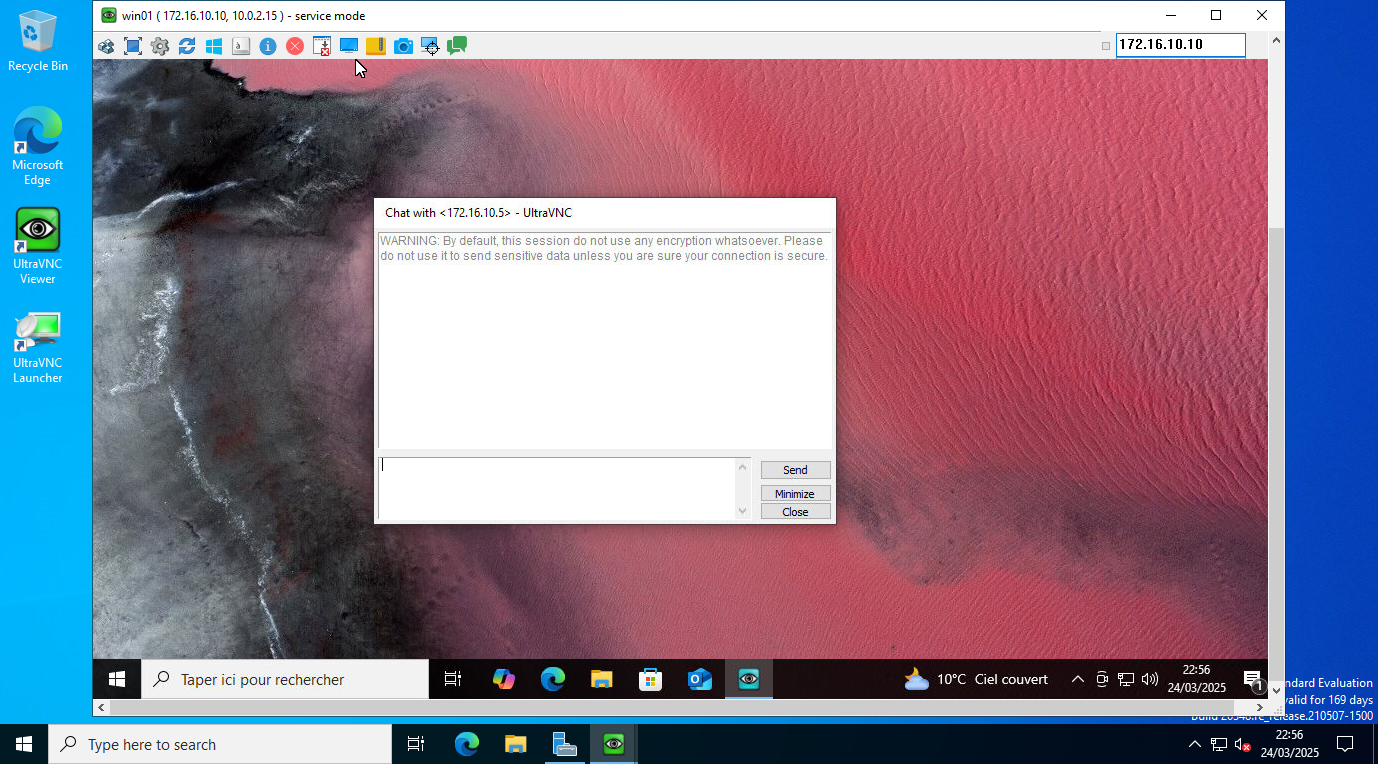 Recycle Bin
Microsoft
Edge
UltraVNC
Viewer
UltraVNC
Launcher
win01 ( 172.16.10.10, 10.0.2.15 ) - service mode
172.16.10.10
Chat with <172.16.10.5> - UltraVNC
WARNING: By default, this session do not use any encryption whatsoever. Please
do not use it to send sensitive data unless you are sure your connection is secure.
Send
Minimize
Close
Taper ici pour rechercher
10°C Ciel couvert
22:56
24/03/2025
1
ndard Evaluation
valid for 169 days
Build 20348.fe_release.210507-1500
Type here to search
22:56
24/03/2025